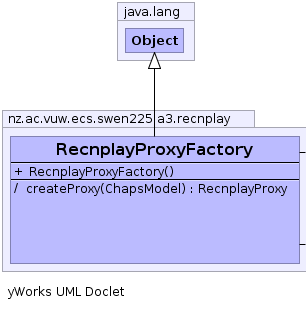 java.lang
Object
nz.ac.vuw.ecs.swen225.a3.recnplay
RecnplayProxyFactory
+ RecnplayProxyFactory()
/ createProxy(ChapsModel) : RecnplayProxy
yWorks UML Doclet